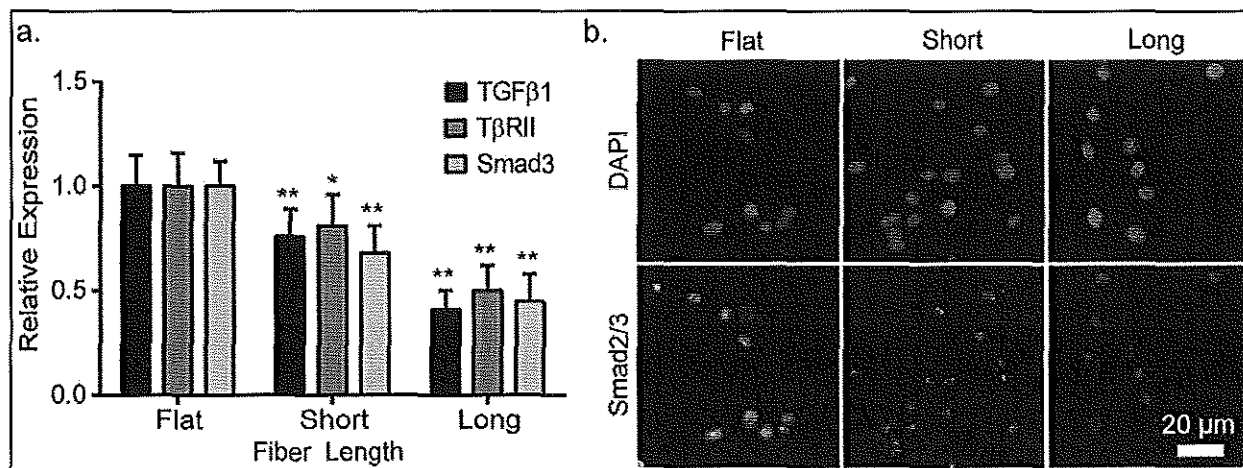 a.
1.5
1.0
0.5
0.0
Relative Expression
TGFβ1
TβRII
Smad3
** * **
** ** **
Flat Short Long
Fiber Length
b.
Flat Short Long
DAPI
Smad2/3
20 µm